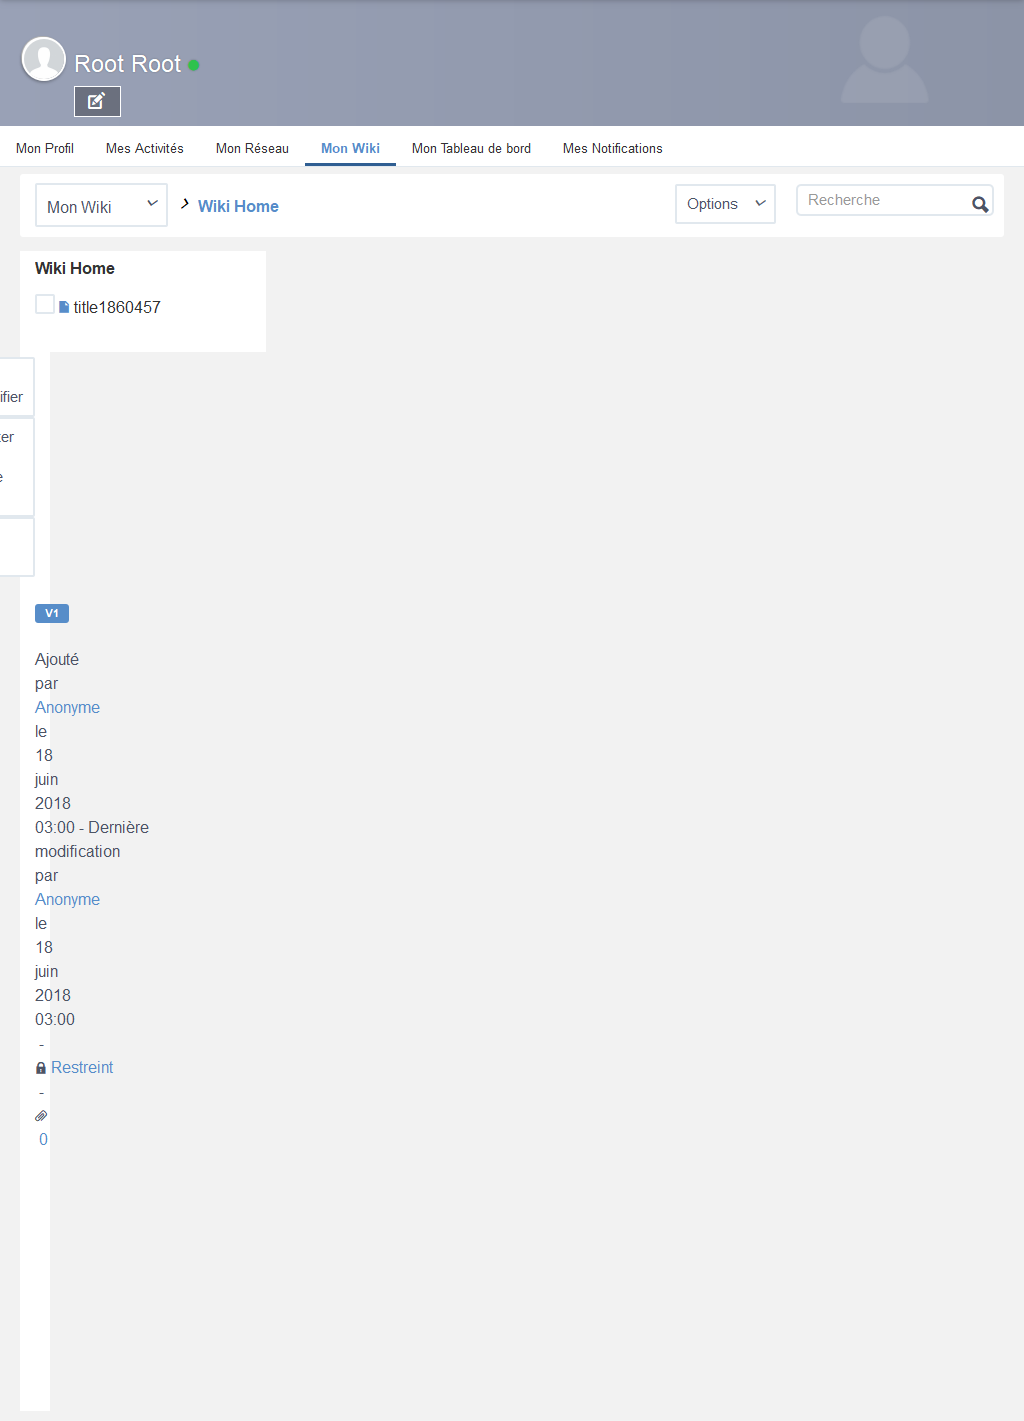 Root Root
Mon Profil Mes Activités Mon Réseau Mon Wiki Mon Tableau de bord Mes Notifications
Mon Wiki Wiki Home Options Recherche
Wiki Home
title1860457
ifier
er
e
V1
Ajouté
par
Anonyme
le
18
juin
2018
03:00 - Dernière
modification
par
Anonyme
le
18
juin
2018
03:00
-
Restreint
-
0